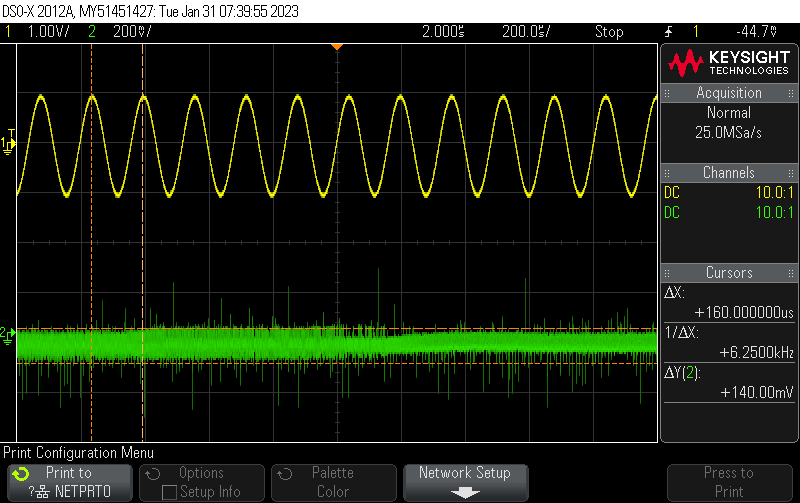 DSO-X 2012A, MY51451427: Tue Jan 31 07:39:55 2023
1 1.00V/ 2 200mV/ 2.000s 200.0µs/ Stop 1 -44.7mV
KEYSIGHT
TECHNOLOGIES
Acquisition
Normal
25.0MSa/s
Channels
DC 10.0:1
DC 10.0:1
Cursors
ΔX:
+160.000000us
1/ΔX:
+6.2500kHz
ΔY(2):
+140.00mV
T
1
2
Print Configuration Menu
Print to
? NETPRT0
Options
Setup Info
Palette
Color
Network Setup
Press to
Print